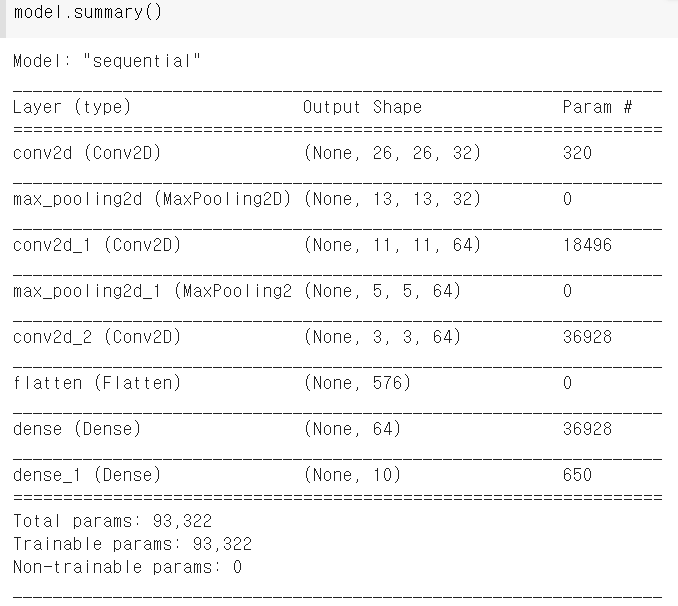 model.summary()
Model: "sequential"
_________________________________________________________________
Layer (type)                 Output Shape              Param #
=================================================================
conv2d (Conv2D)              (None, 26, 26, 32)        320
_________________________________________________________________
max_pooling2d (MaxPooling2D) (None, 13, 13, 32)        0
_________________________________________________________________
conv2d_1 (Conv2D)            (None, 11, 11, 64)        18496
_________________________________________________________________
max_pooling2d_1 (MaxPooling2 (None, 5, 5, 64)          0
_________________________________________________________________
conv2d_2 (Conv2D)            (None, 3, 3, 64)          36928
_________________________________________________________________
flatten (Flatten)            (None, 576)               0
_________________________________________________________________
dense (Dense)                (None, 64)                36928
_________________________________________________________________
dense_1 (Dense)              (None, 10)                650
=================================================================
Total params: 93,322
Trainable params: 93,322
Non-trainable params: 0
_________________________________________________________________